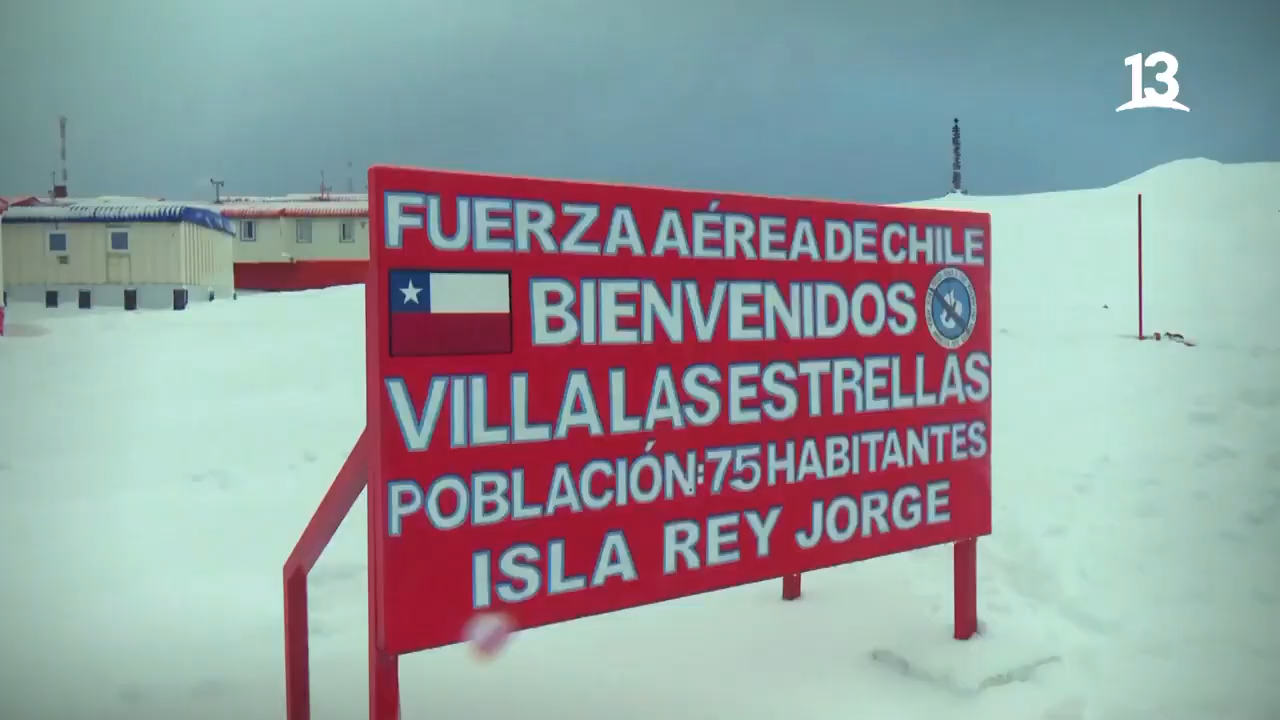 13
FUERZA AÉREA DE CHILE
BIENVENIDOS
VILLA LAS ESTRELLAS
POBLACIÓN:75 HABITANTES
ISLA REY JORGE